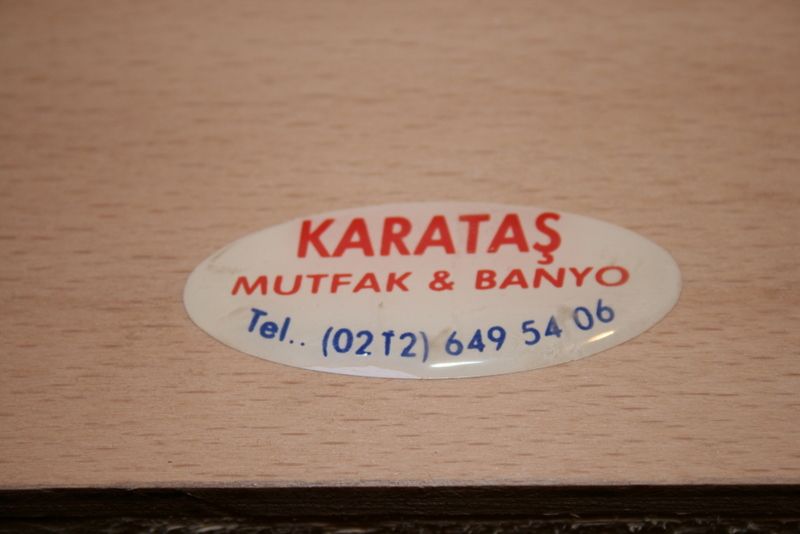 KARATAŞ
MUTFAK & BANYO
Tel.. (0212) 649 54 06